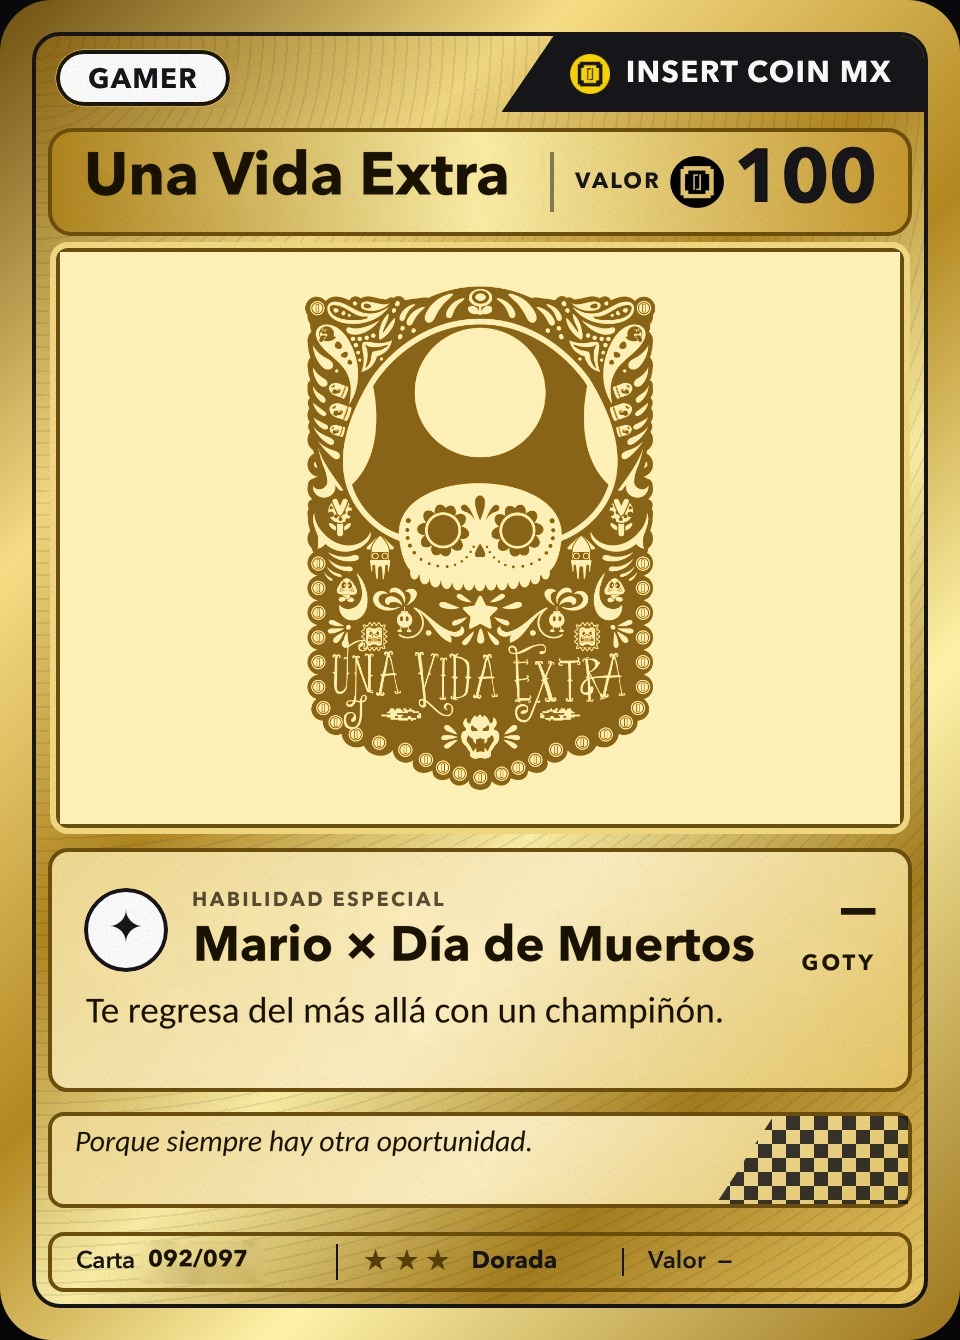 GAMER
INSERT COIN MX
Una Vida Extra
VALOR 100
UNA VIDA EXTRA
HABILIDAD ESPECIAL
Mario × Día de Muertos
–
GOTY
Te regresa del más allá con un champiñón.
Porque siempre hay otra oportunidad.
Carta 092/097 ★★★ Dorada Valor –